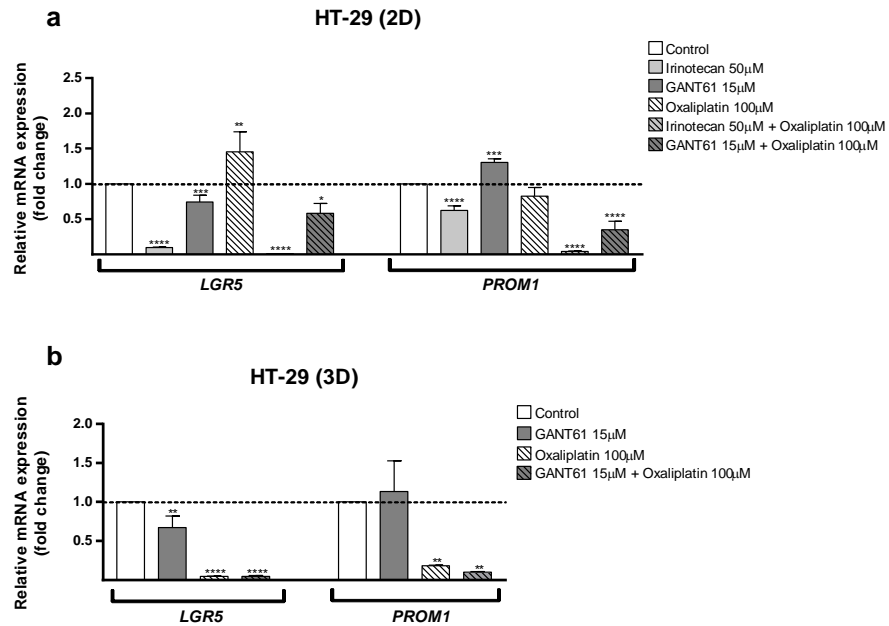 a
HT-29 (2D)
Control
Irinotecan 50µM
GANT61 15µM
Oxaliplatin 100µM
Irinotecan 50µM + Oxaliplatin 100µM
GANT61 15µM + Oxaliplatin 100µM
Relative mRNA expression
(fold change)
2.5
2.0
1.5
1.0
0.5
****
***
**
****
*
****
***
****
****
LGR5
PROM1
b
HT-29 (3D)
Control
GANT61 15µM
Oxaliplatin 100µM
GANT61 15µM + Oxaliplatin 100µM
Relative mRNA expression
(fold change)
2.0
1.5
1.0
0.5
**
****
****
**
**
LGR5
PROM1